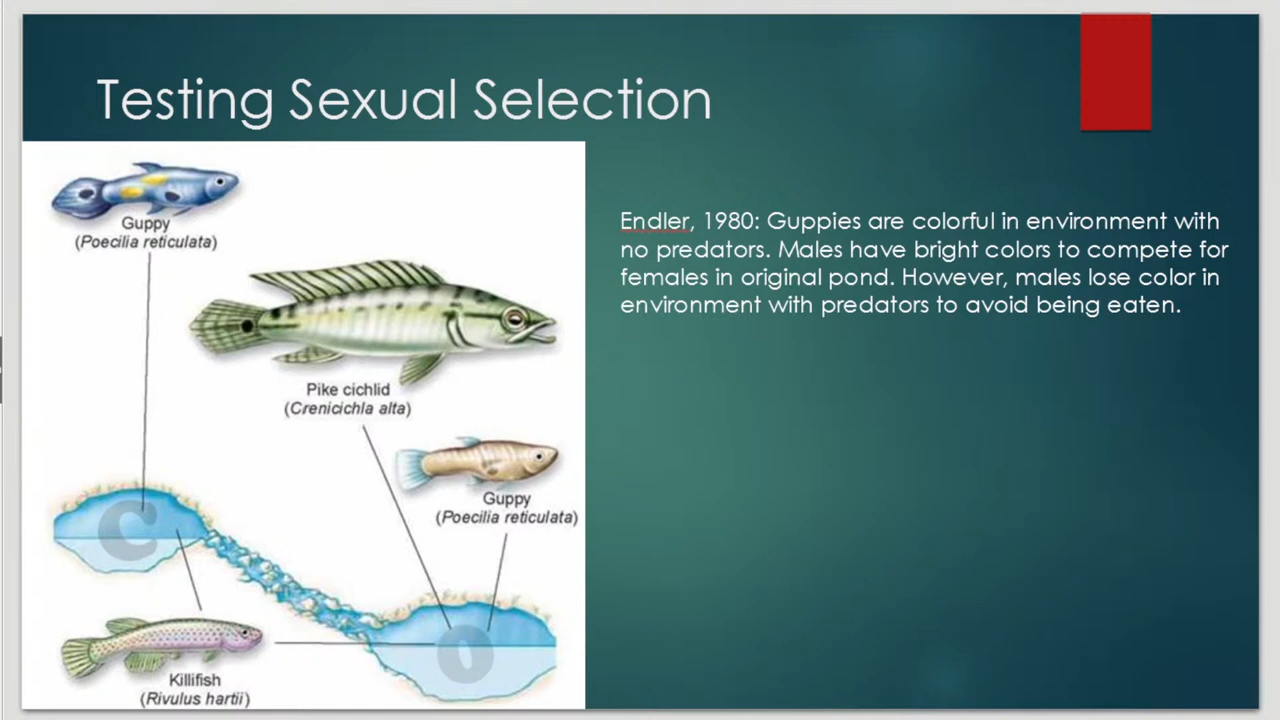 Testing Sexual Selection
Guppy
(Poecilia reticulata)
Pike cichlid
(Crenicichla alta)
Guppy
(Poecilia reticulata)
Killifish
(Rivulus hartii)
C
o
Endler, 1980: Guppies are colorful in environment with
no predators. Males have bright colors to compete for
females in original pond. However, males lose color in
environment with predators to avoid being eaten.